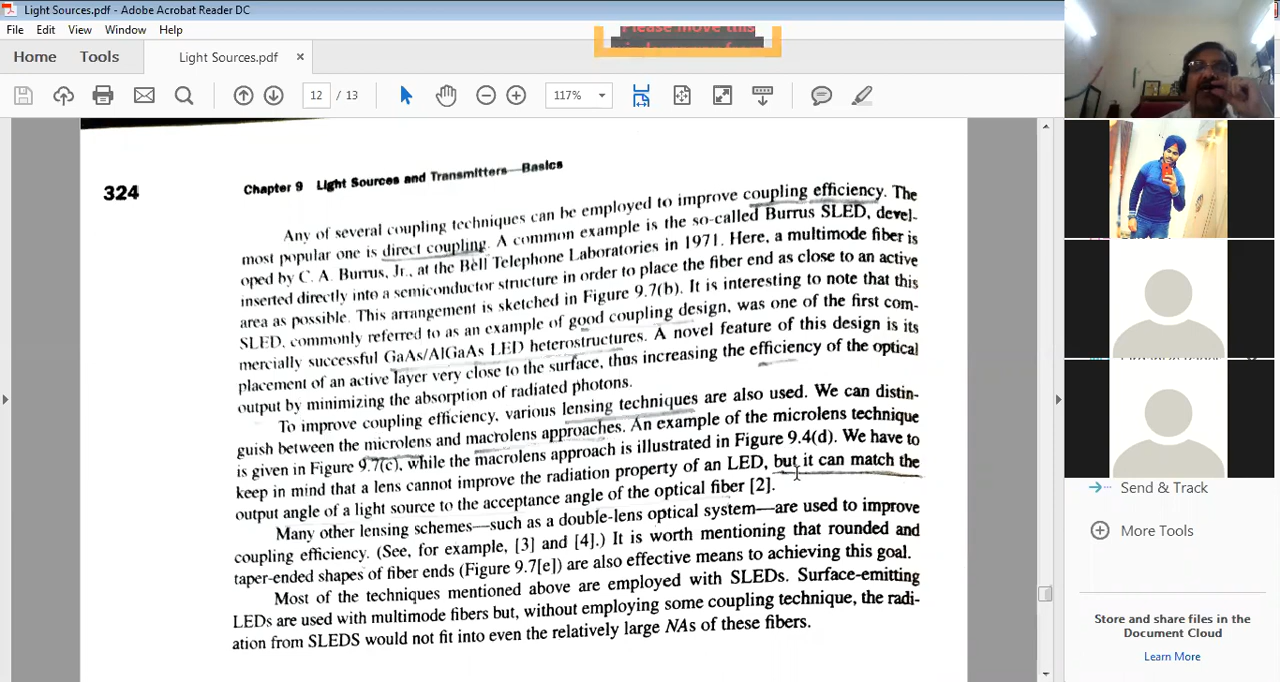 Light Sources.pdf - Adobe Acrobat Reader DC
File Edit View Window Help
Please move this
Home Tools Light Sources.pdf ×
12 / 13 117%
324 Chapter 9 Light Sources and Transmitters—Basics
Any of several coupling techniques can be employed to improve coupling efficiency. The
most popular one is direct coupling. A common example is the so-called Burrus SLED, devel-
oped by C. A. Burrus, Jr., at the Bell Telephone Laboratories in 1971. Here, a multimode fiber is
inserted directly into a semiconductor structure in order to place the fiber end as close to an active
area as possible. This arrangement is sketched in Figure 9.7(b). It is interesting to note that this
SLED, commonly referred to as an example of good coupling design, was one of the first com-
mercially successful GaAs/AlGaAs LED heterostructures. A novel feature of this design is its
placement of an active layer very close to the surface, thus increasing the efficiency of the optical
output by minimizing the absorption of radiated photons.
To improve coupling efficiency, various lensing techniques are also used. We can distin-
guish between the microlens and macrolens approaches. An example of the microlens technique
is given in Figure 9.7(c), while the macrolens approach is illustrated in Figure 9.4(d). We have to
keep in mind that a lens cannot improve the radiation property of an LED, but it can match the
output angle of a light source to the acceptance angle of the optical fiber [2].
Many other lensing schemes—such as a double-lens optical system—are used to improve
coupling efficiency. (See, for example, [3] and [4].) It is worth mentioning that rounded and
taper-ended shapes of fiber ends (Figure 9.7[e]) are also effective means to achieving this goal.
Most of the techniques mentioned above are employed with SLEDs. Surface-emitting
LEDs are used with multimode fibers but, without employing some coupling technique, the radi-
ation from SLEDS would not fit into even the relatively large NAs of these fibers.
Send & Track
More Tools
Store and share files in the
Document Cloud
Learn More